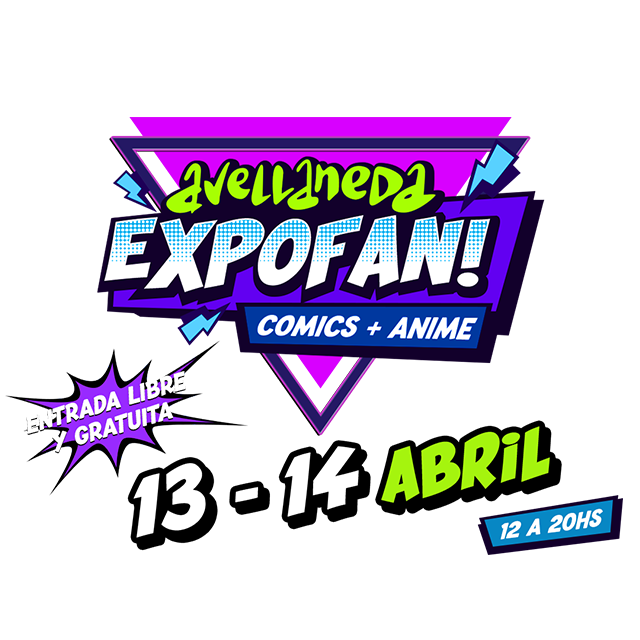 avellaneda
EXPOFAN!
COMICS + ANIME
ENTRADA LIBRE
Y GRATUITA
13 - 14 ABRIL
12 A 20HS